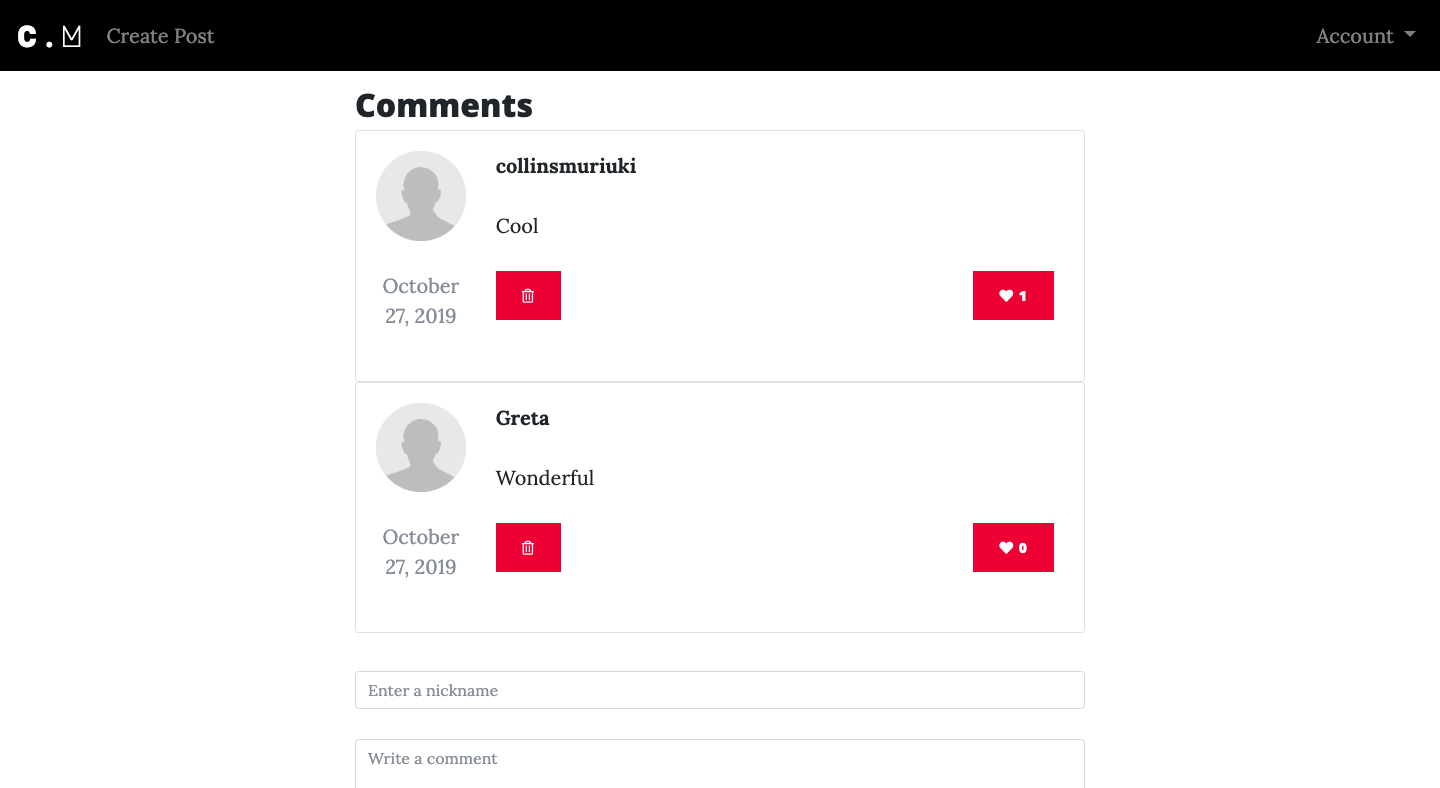 C.M Create Post Account
Comments
collinsmuriuki
Cool
October
27, 2019
1
Greta
Wonderful
October
27, 2019
0
Enter a nickname
Write a comment